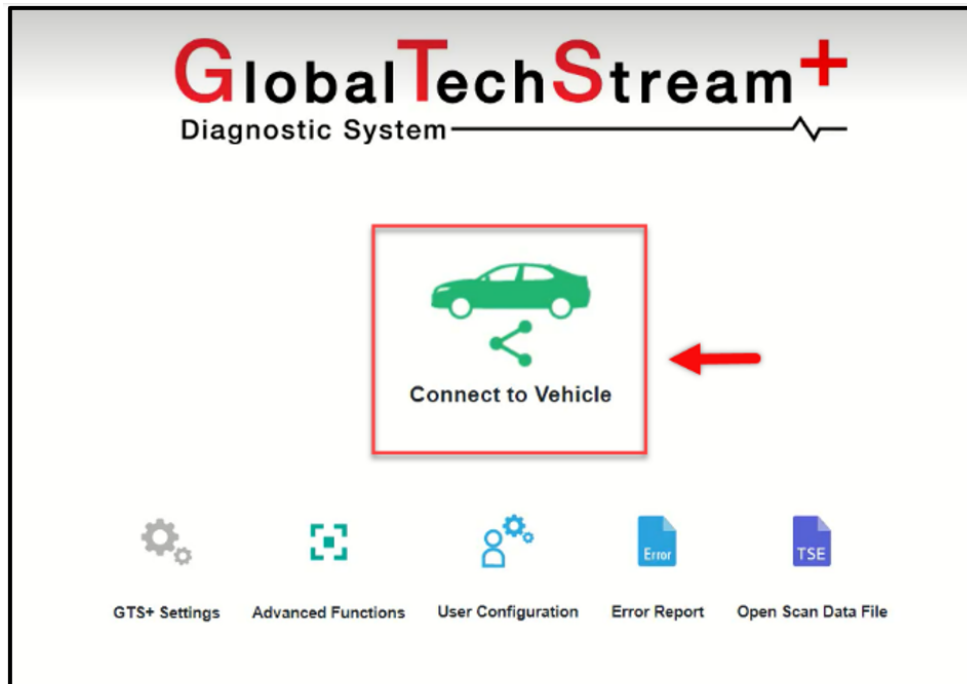 GlobalTechStream+
Diagnostic System
Connect to Vehicle
Error
TSE
GTS+ Settings
Advanced Functions
User Configuration
Error Report
Open Scan Data File